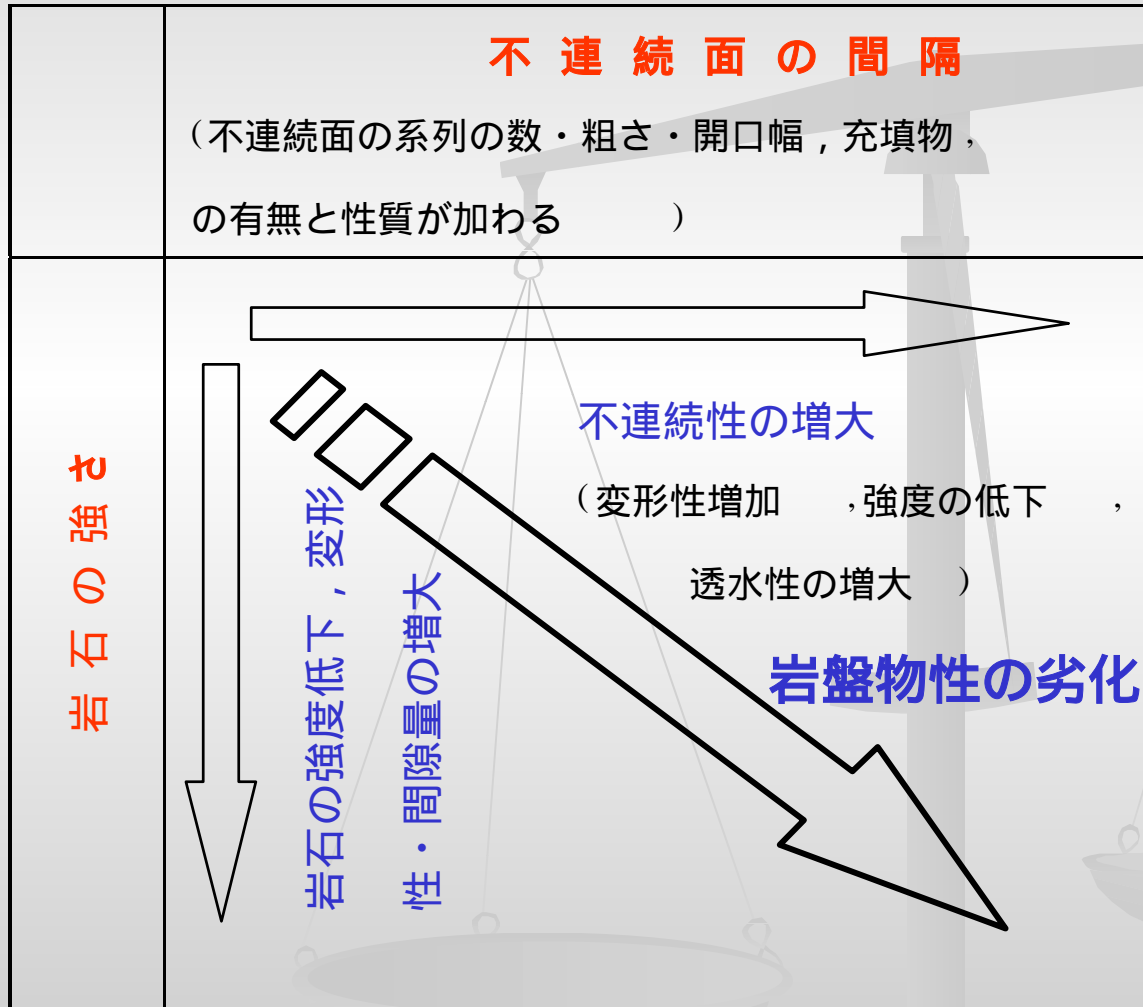 不連続面の間隔
（不連続面の系列の数・粗さ・開口幅，充填物，
の有無と性質が加わる）
岩石の強さ
不連続性の増大
（変形性増加，強度の低下，
透水性の増大）
岩盤物性の劣化
岩石の強度低下，変形
性・間隙量の増大